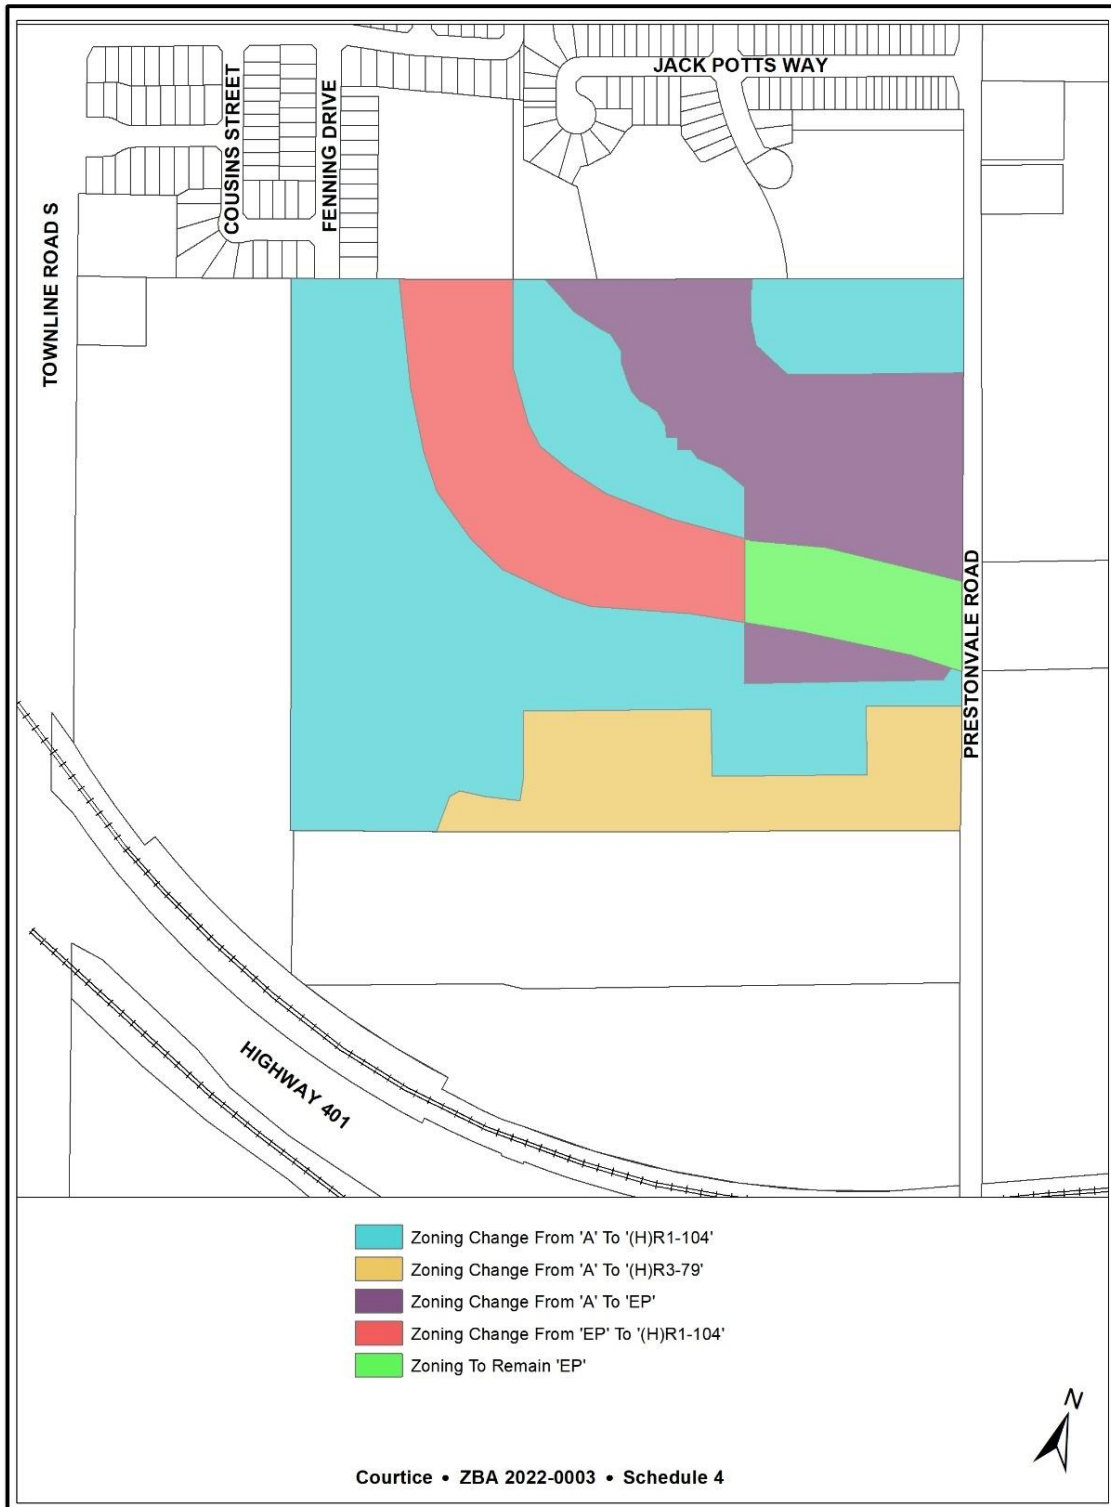 JACK POTTS WAY
COUSINS STREET
FENNING DRIVE
TOWNLINE ROAD S
PRESTONVALE ROAD
HIGHWAY 401
Zoning Change From 'A' To '(H)R1-104'
Zoning Change From 'A' To '(H)R3-79'
Zoning Change From 'A' To 'EP'
Zoning Change From 'EP' To '(H)R1-104'
Zoning To Remain 'EP'
N
Courtice • ZBA 2022-0003 • Schedule 4